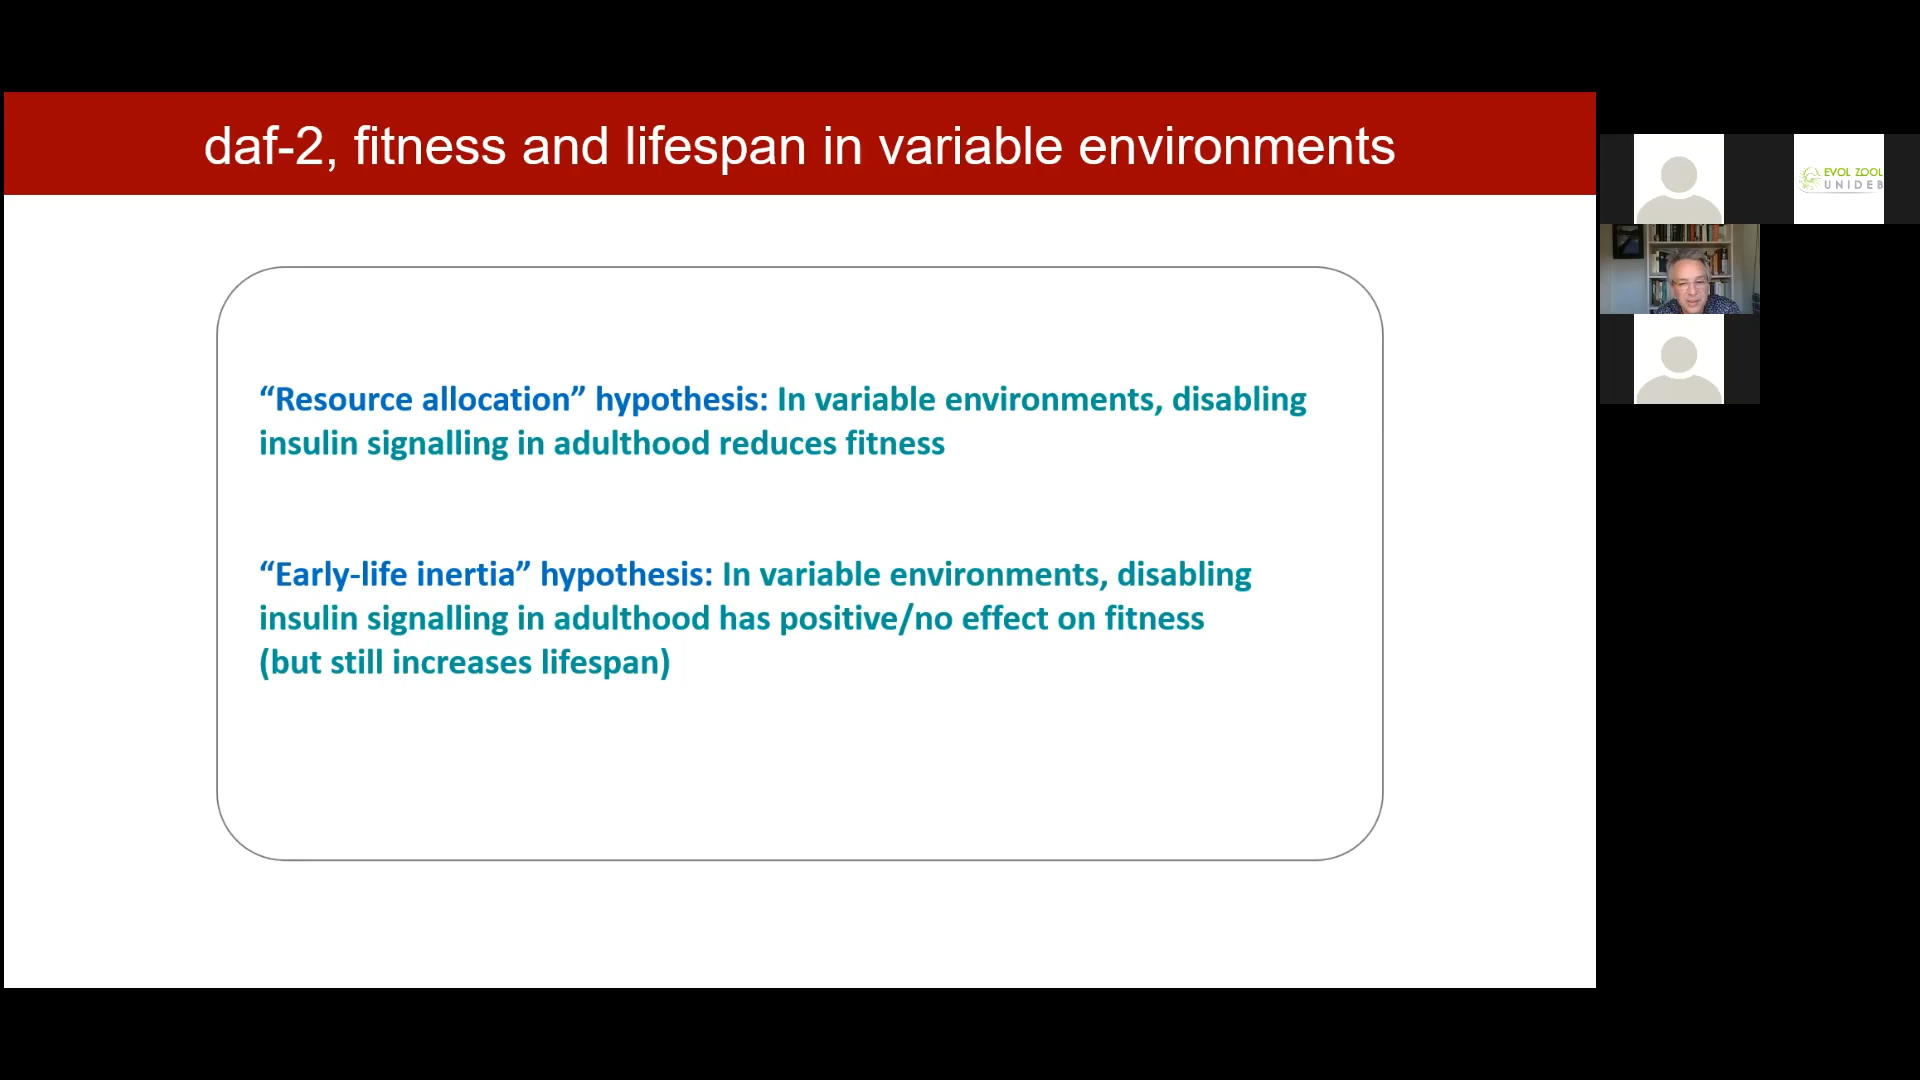 daf-2, fitness and lifespan in variable environments
“Resource allocation” hypothesis: In variable environments, disabling
insulin signalling in adulthood reduces fitness
“Early-life inertia” hypothesis: In variable environments, disabling
insulin signalling in adulthood has positive/no effect on fitness
(but still increases lifespan)
EVOL ZOOL
UNIDEB